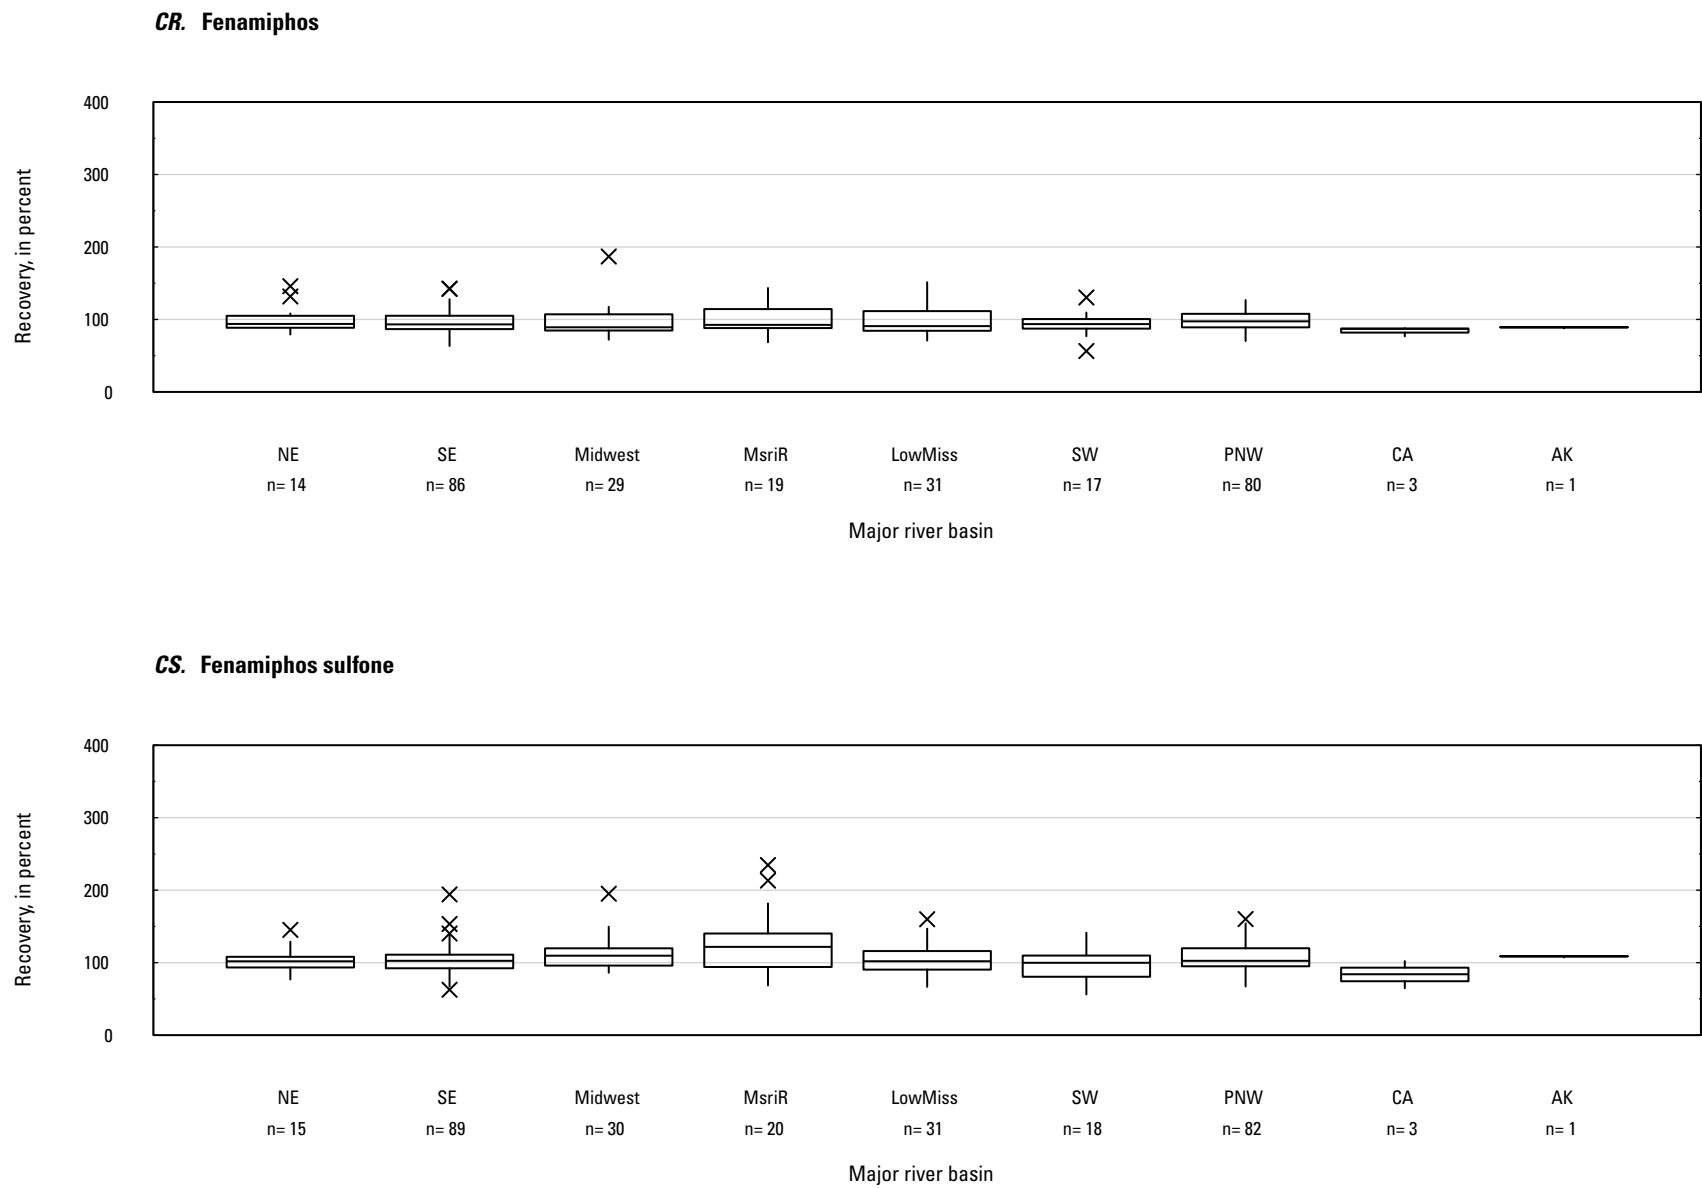 CR. Fenamiphos
Recovery, in percent
400
300
200
100
0
NE SE Midwest MsriR LowMiss SW PNW CA AK
n= 14 n= 86 n= 29 n= 19 n= 31 n= 17 n= 80 n= 3 n= 1
Major river basin
CS. Fenamiphos sulfone
Recovery, in percent
400
300
200
100
0
NE SE Midwest MsriR LowMiss SW PNW CA AK
n= 15 n= 89 n= 30 n= 20 n= 31 n= 18 n= 82 n= 3 n= 1
Major river basin